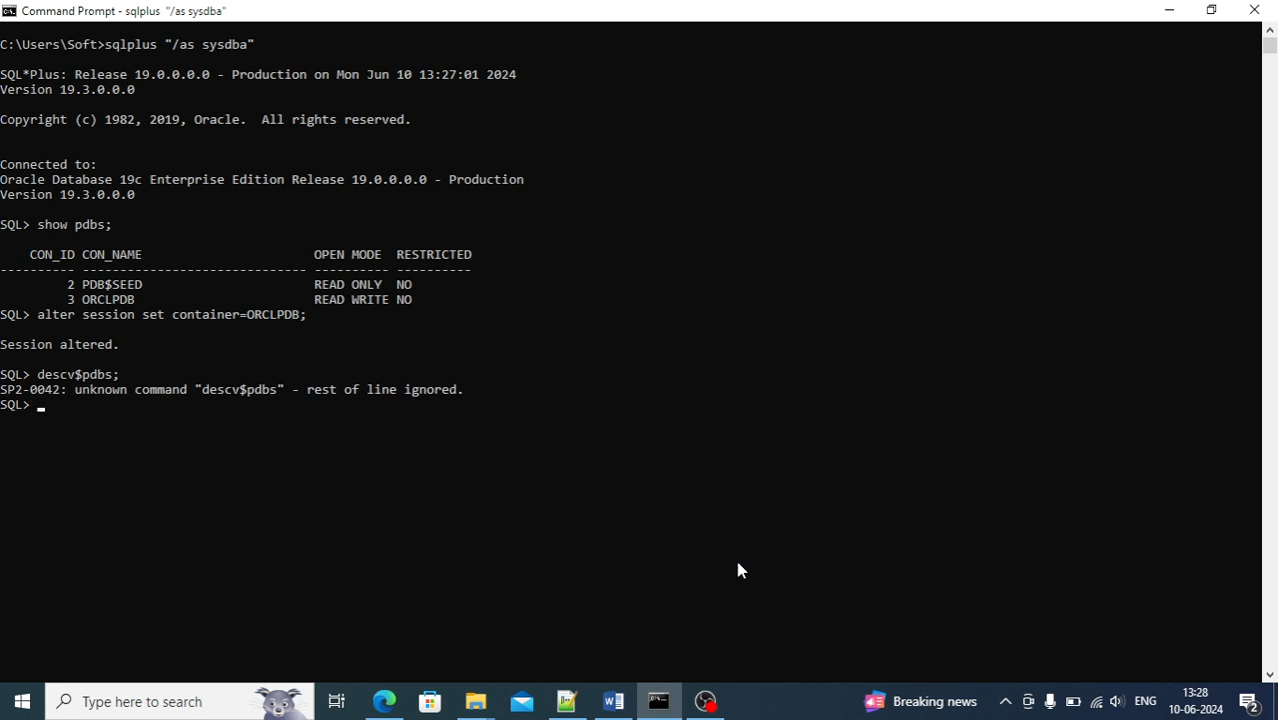 Command Prompt - sqlplus "/as sysdba"
C:\Users\Soft>sqlplus "/as sysdba"
SQL*Plus: Release 19.0.0.0.0 - Production on Mon Jun 10 13:27:01 2024
Version 19.3.0.0.0
Copyright (c) 1982, 2019, Oracle.  All rights reserved.
Connected to:
Oracle Database 19c Enterprise Edition Release 19.0.0.0.0 - Production
Version 19.3.0.0.0
SQL> show pdbs;
    CON_ID CON_NAME                       OPEN MODE  RESTRICTED
---------- ------------------------------ ---------- ----------
         2 PDB$SEED                       READ ONLY  NO
         3 ORCLPDB                        READ WRITE NO
SQL> alter session set container=ORCLPDB;
Session altered.
SQL> descv$pdbs;
SP2-0042: unknown command "descv$pdbs" - rest of line ignored.
SQL>
Type here to search
Breaking news
ENG
13:28
10-06-2024
2